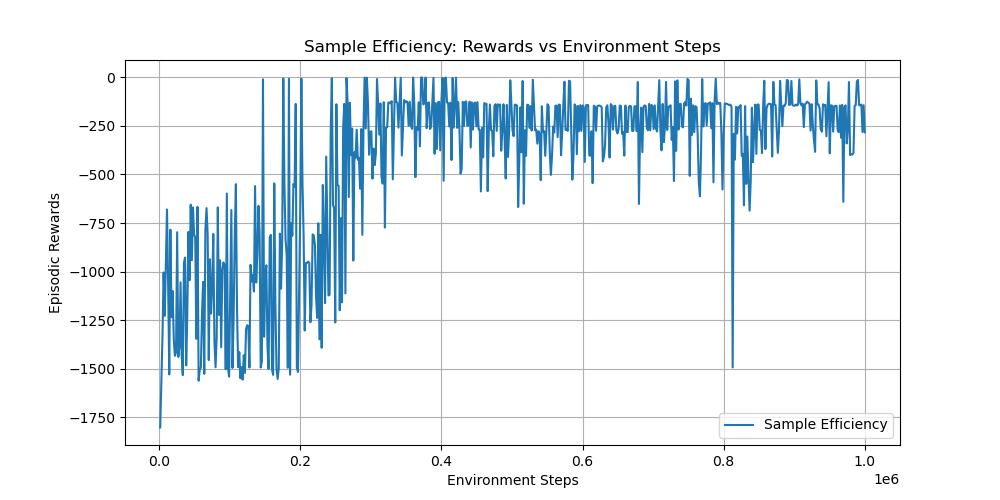 Sample Efficiency: Rewards vs Environment Steps
Episodic Rewards
0
−250
−500
−750
−1000
−1250
−1500
−1750
Sample Efficiency
0.0 0.2 0.4 0.6 0.8 1.0
1e6
Environment Steps